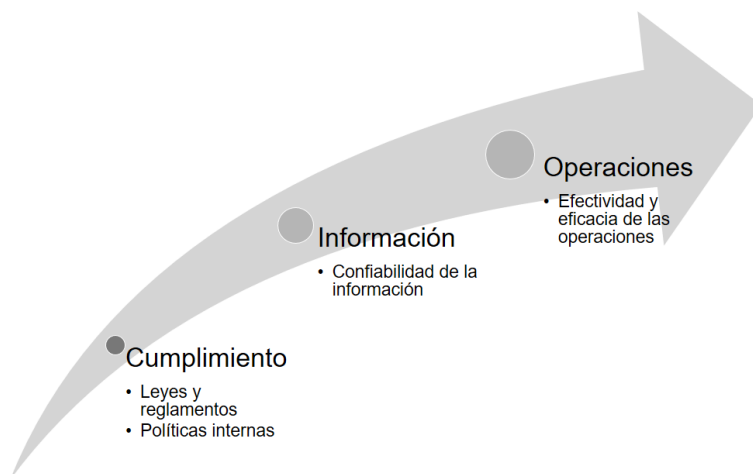 Operaciones
• Efectividad y
eficacia de las
operaciones
Información
• Confiabilidad de la
información
Cumplimiento
• Leyes y
reglamentos
• Políticas internas